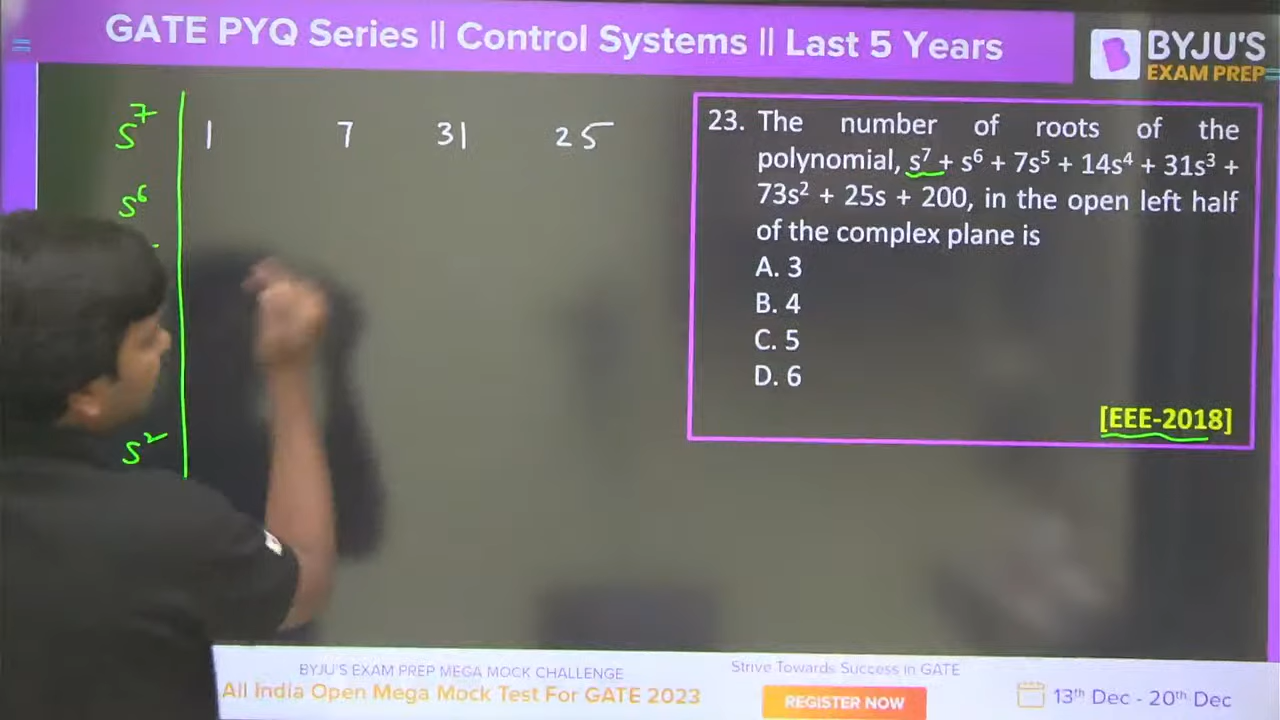 GATE PYQ Series || Control Systems || Last 5 Years
BYJU'S
EXAM PREP
s⁷ 1 7 31 25
s⁶
s²
23. The number of roots of the
polynomial, s⁷ + s⁶ + 7s⁵ + 14s⁴ + 31s³ +
73s² + 25s + 200, in the open left half
of the complex plane is
A. 3
B. 4
C. 5
D. 6
[EEE-2018]
BYJU'S EXAM PREP MEGA MOCK CHALLENGE
All India Open Mega Mock Test For GATE 2023
Strive Towards Success in GATE
REGISTER NOW
13th Dec - 20th Dec